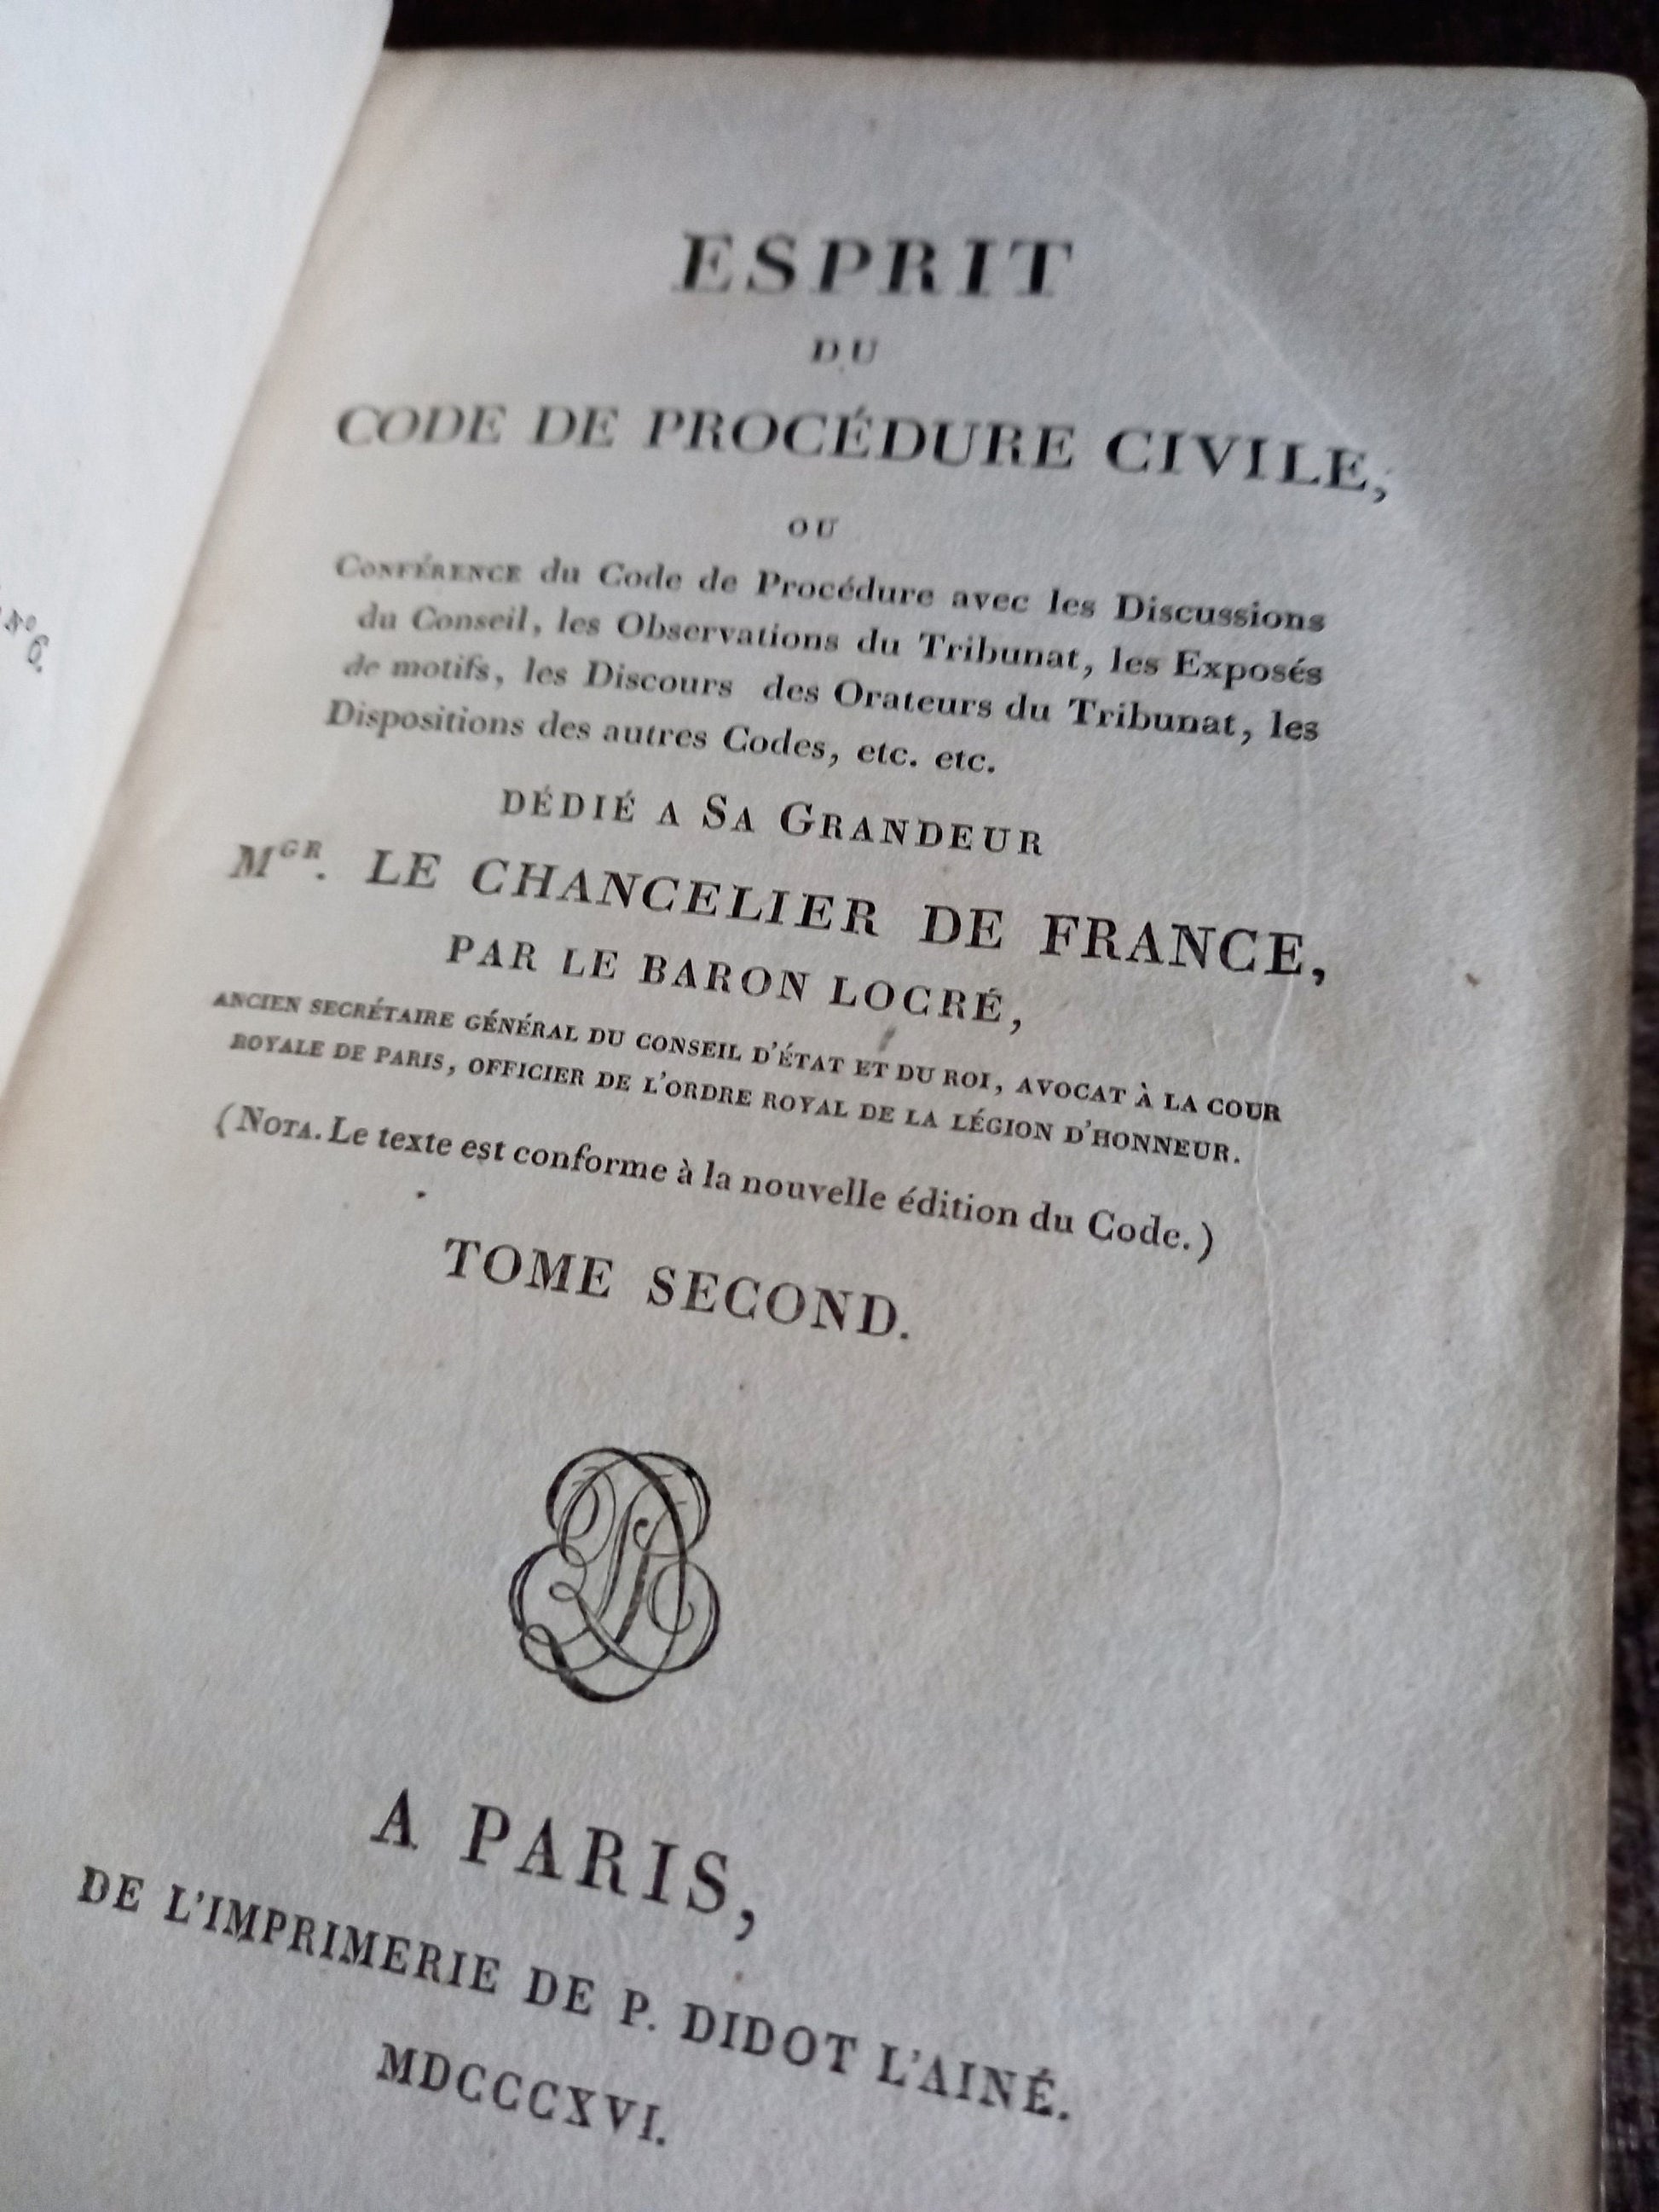 ESPRIT
DU
CODE DE PROCÉDURE CIVILE,
OU
CONFÉRENCE du Code de Procédure avec les Discussions
du Conseil, les Observations du Tribunat, les Exposés
de motifs, les Discours des Orateurs du Tribunat, les
Dispositions des autres Codes, etc. etc.
DÉDIÉ A SA GRANDEUR
MGR. LE CHANCELIER DE FRANCE,
PAR LE BARON LOCRÉ,
ANCIEN SECRÉTAIRE GÉNÉRAL DU CONSEIL D'ÉTAT ET DU ROI, AVOCAT À LA COUR
ROYALE DE PARIS, OFFICIER DE L'ORDRE ROYAL DE LA LÉGION D'HONNEUR.
(NOTA. Le texte est conforme à la nouvelle édition du Code.)
TOME SECOND.
A PARIS,
DE L'IMPRIMERIE DE P. DIDOT L'AINÉ.
MDCCCXVI.